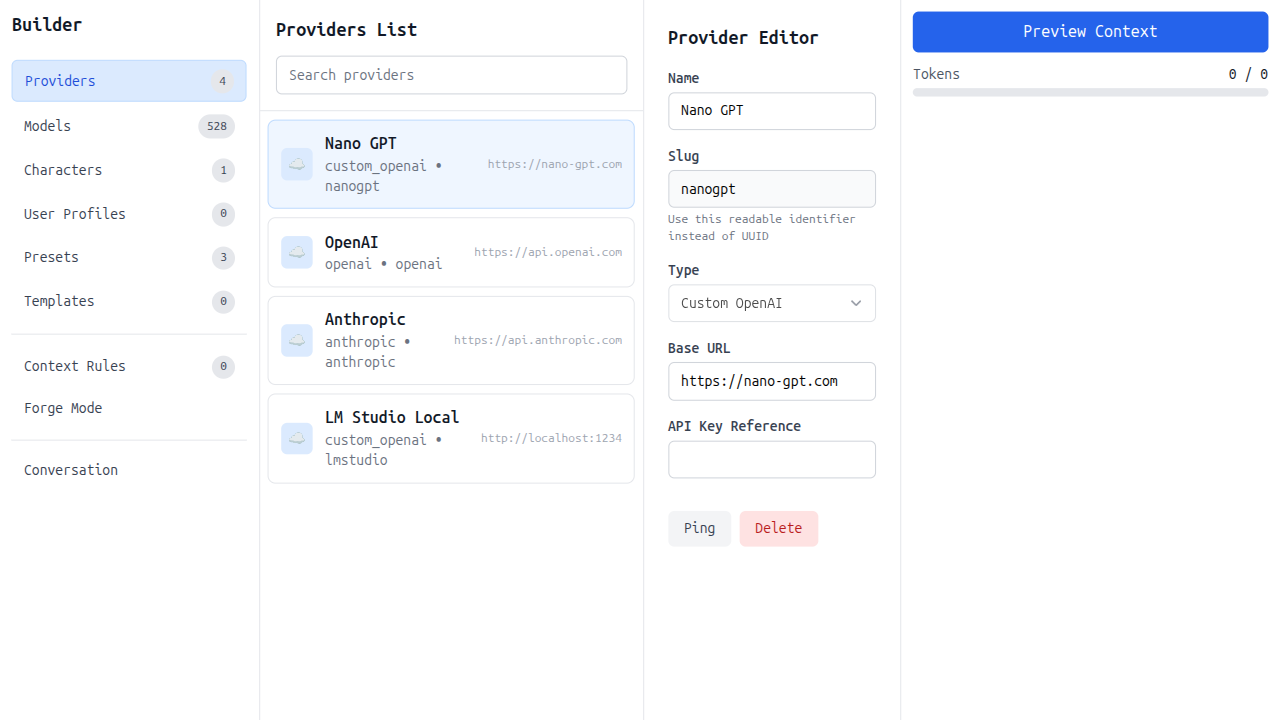 Builder
Providers 4
Models 528
Characters 1
User Profiles 0
Presets 3
Templates 0
Context Rules 0
Forge Mode
Conversation
Providers List
Search providers
Nano GPT
custom_openai •
nanogpt
https://nano-gpt.com
OpenAI
openai • openai
https://api.openai.com
Anthropic
anthropic •
anthropic
https://api.anthropic.com
LM Studio Local
custom_openai •
lmstudio
http://localhost:1234
Provider Editor
Name
Nano GPT
Slug
nanogpt
Use this readable identifier
instead of UUID
Type
Custom OpenAI
Base URL
https://nano-gpt.com
API Key Reference
Ping
Delete
Preview Context
Tokens 0 / 0